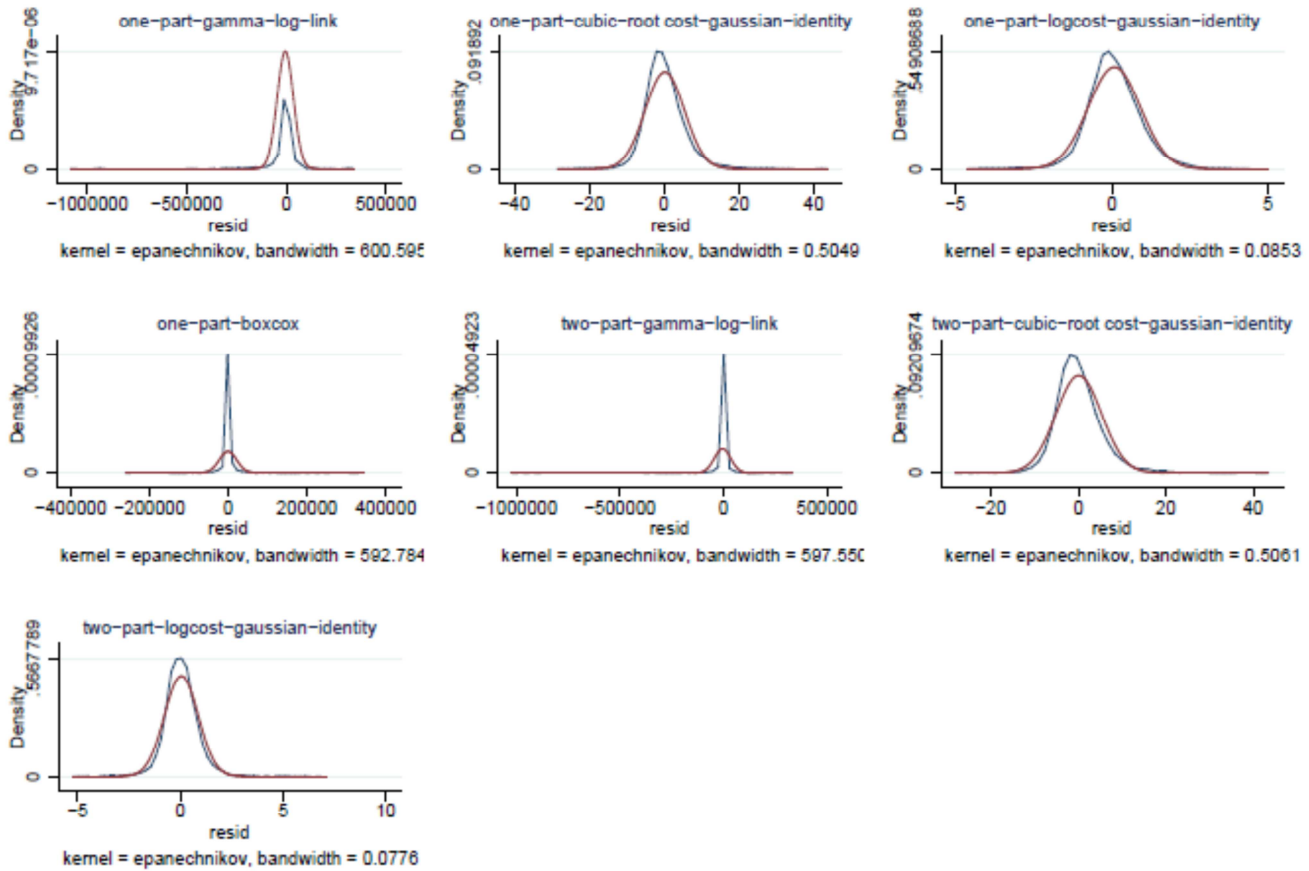 one-part-gamma-log-link
9.717e-06
Density
0
-1000000 -500000 0 500000
resid
kernel = epanechnikov, bandwidth = 600.595
one-part-cubic-root cost-gaussian-identity
.091892
Density
0
-40 -20 0 20 40
resid
kernel = epanechnikov, bandwidth = 0.5049
one-part-logcost-gaussian-identity
Density
0
-5 0 5
resid
kernel = epanechnikov, bandwidth = 0.0853
one-part-boxcox
.00009926
Density
0
-400000 -200000 0 200000 400000
resid
kernel = epanechnikov, bandwidth = 592.784
two-part-gamma-log-link
.00004923
Density
0
-1000000 -500000 0 500000
resid
kernel = epanechnikov, bandwidth = 597.550
two-part-cubic-root cost-gaussian-identity
.09209674
Density
0
-20 0 20 40
resid
kernel = epanechnikov, bandwidth = 0.5061
two-part-logcost-gaussian-identity
.5667789
Density
0
-5 0 5 10
resid
kernel = epanechnikov, bandwidth = 0.0776